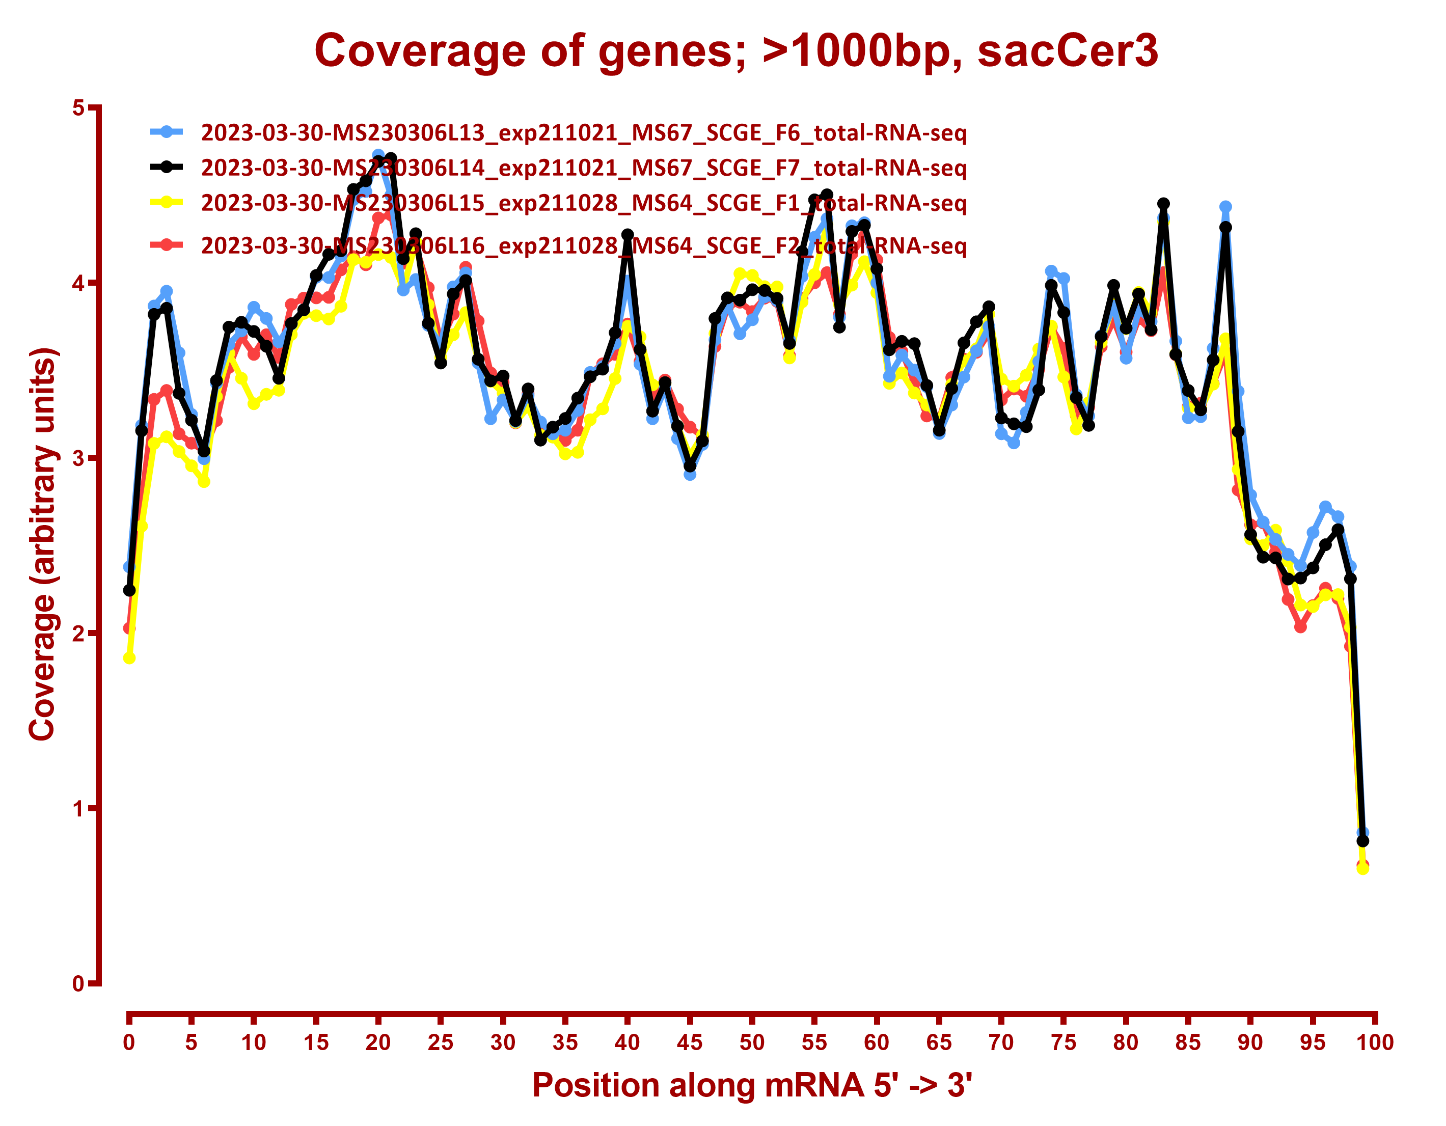 Coverage of genes; >1000bp, sacCer3
2023-03-30-MS230306L13_exp211021_MS67_SCGE_F6_total-RNA-seq
2023-03-30-MS230306L14_exp211021_MS67_SCGE_F7_total-RNA-seq
2023-03-30-MS230306L15_exp211028_MS64_SCGE_F1_total-RNA-seq
2023-03-30-MS230306L16_exp211028_MS64_SCGE_F2_total-RNA-seq
Coverage (arbitrary units)
5
4
3
2
1
0
0 5 10 15 20 25 30 35 40 45 50 55 60 65 70 75 80 85 90 95 100
Position along mRNA 5' -> 3'